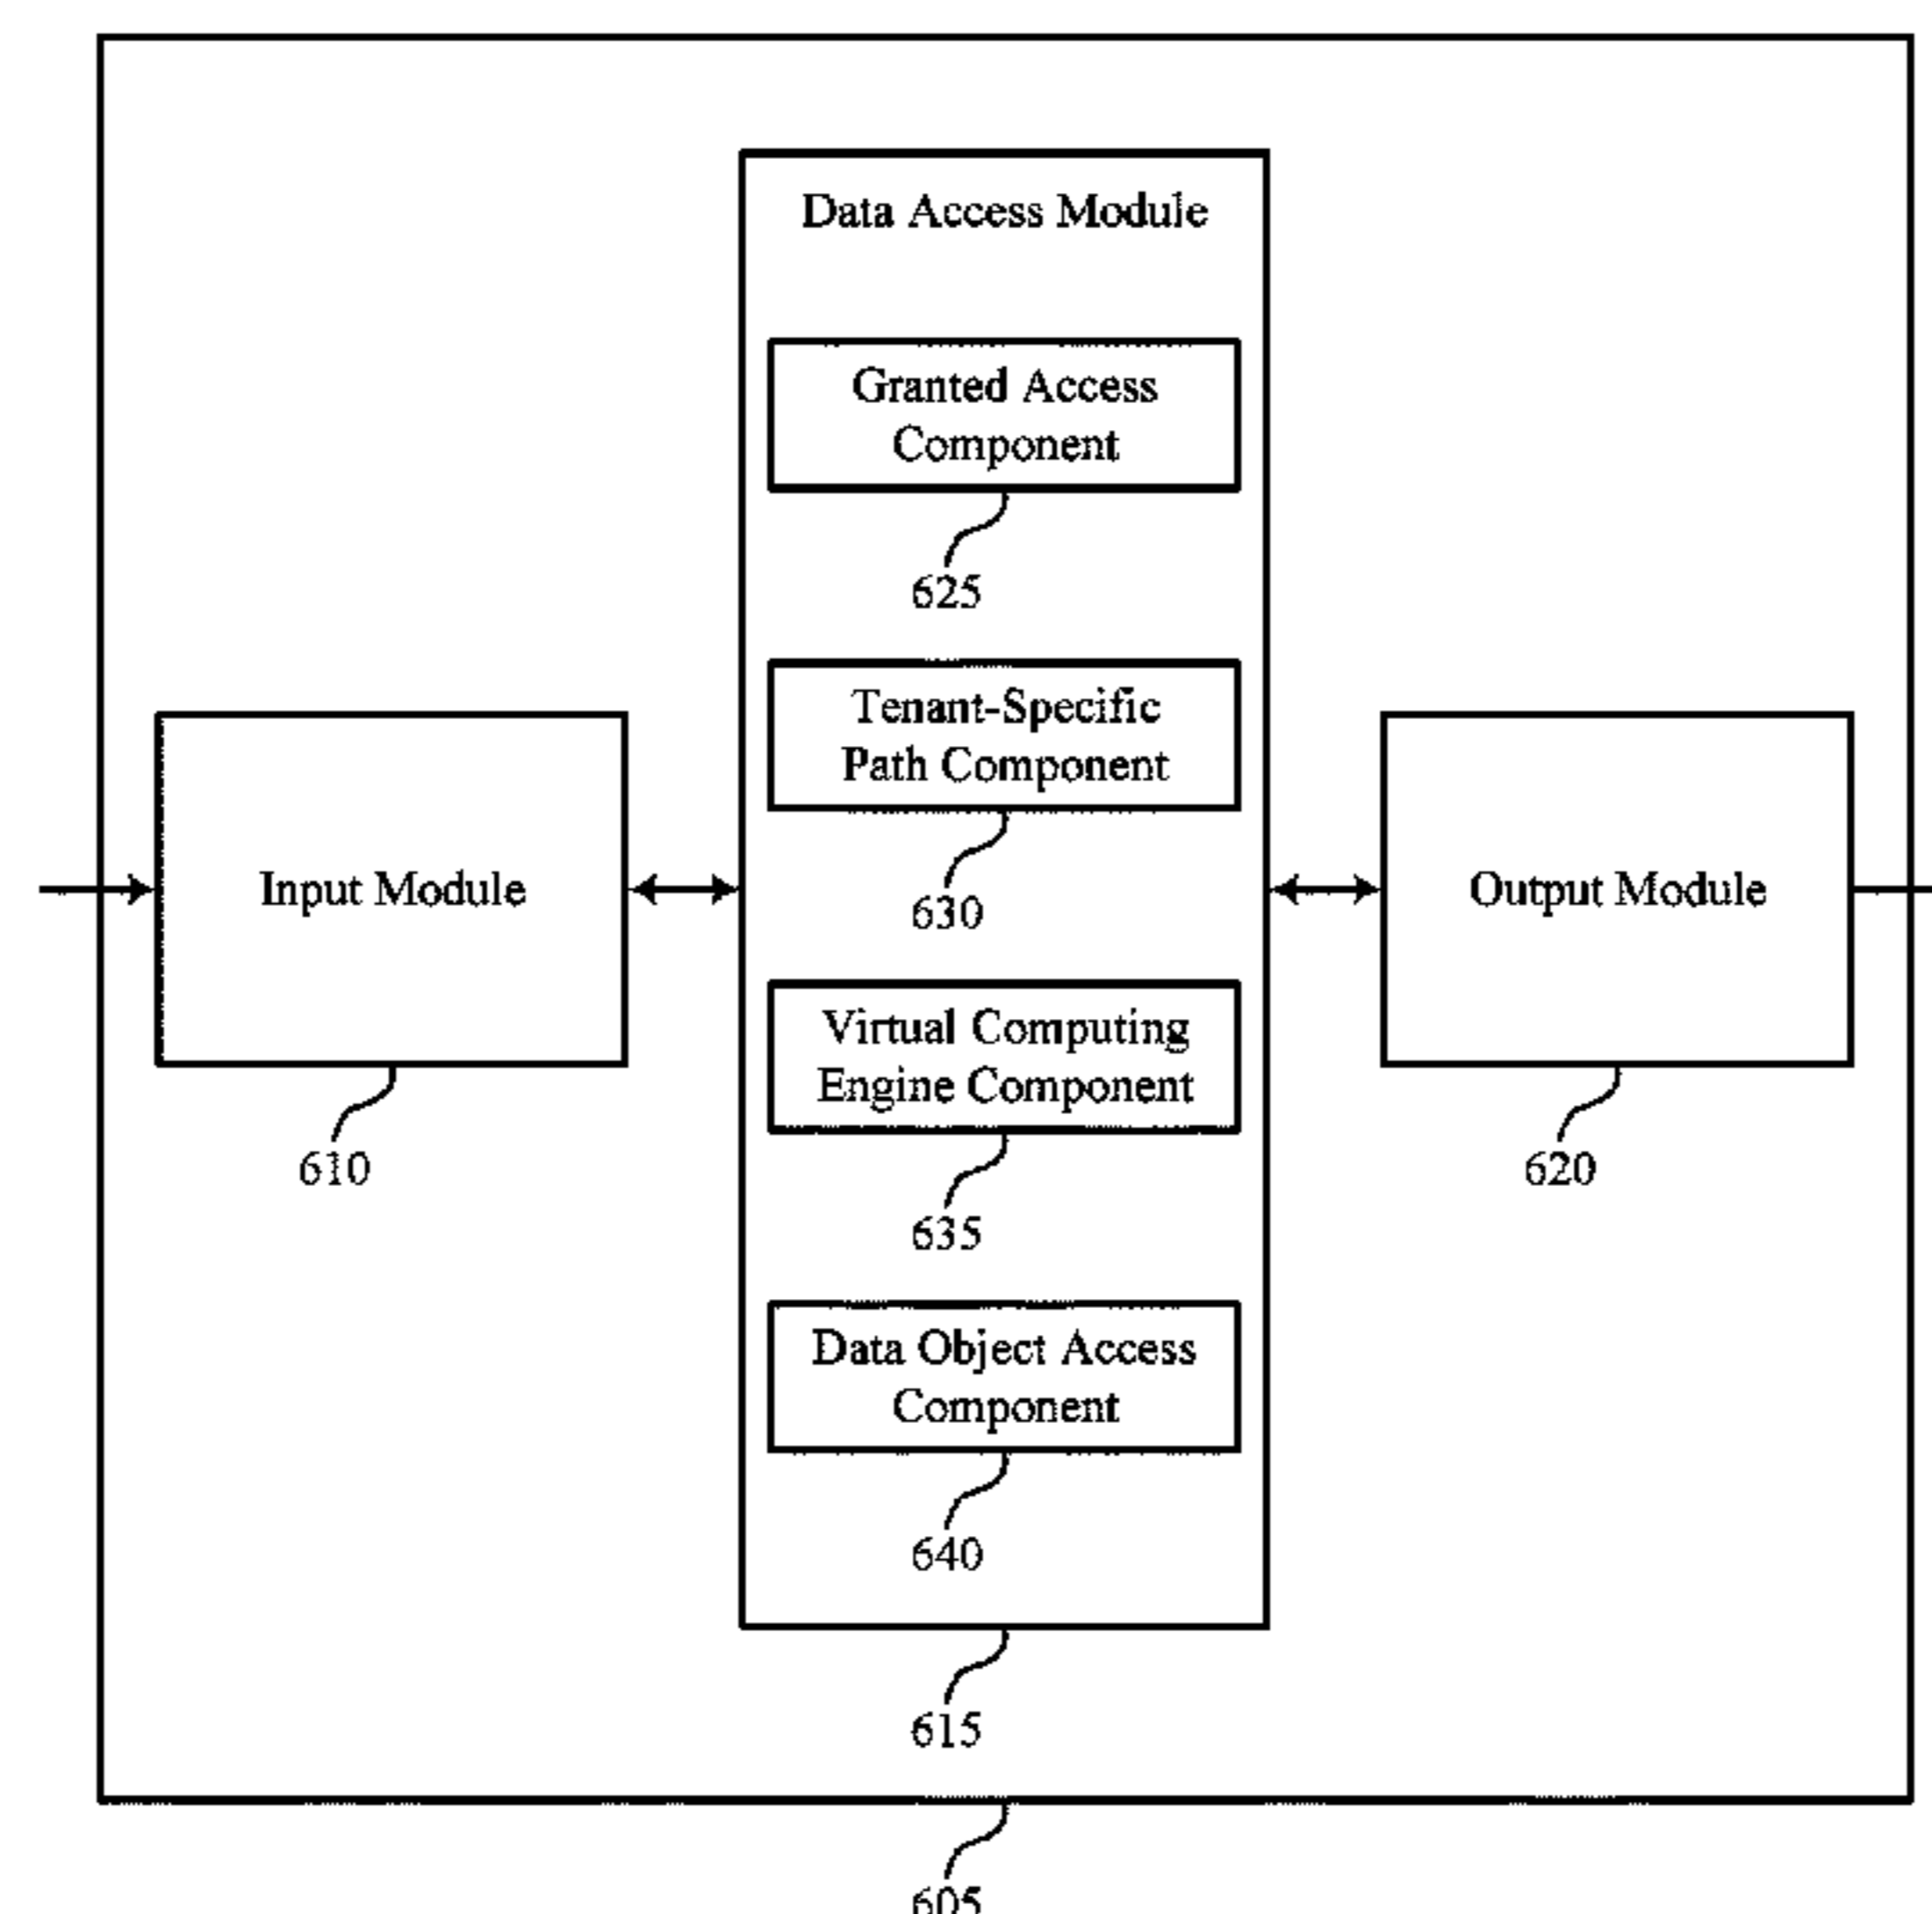 Data Access Module
Granted Access
Component
625
Tenant-Specific
Path Component
630
Input Module
610
Output Module
620
Virtual Computing
Engine Component
635
Data Object Access
Component
640
615
605